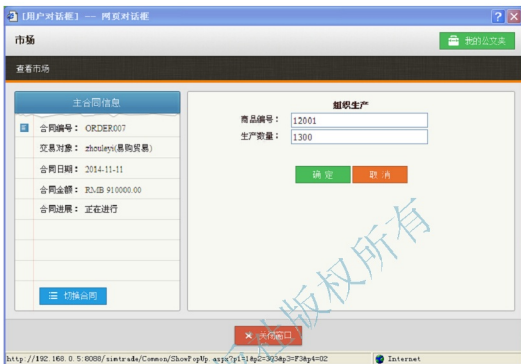 [用户对话框] -- 网页对话框
市场
我的公文夹
查看市场
主合同信息
合同编号： ORDER007
交易对象： zhouleyi(易购贸易)
合同日期： 2014-11-11
合同金额： RMB 910000.00
合同进展： 正在进行
切换合同
组织生产
商品编号： 12001
生产数量： 1300
确 定
取 消
× 关闭窗口
社版权所有
http://192.168.0.5:8088/simtrade/Common/ShowPopUp.aspx?p1=1&p2=303&p3=F3&p4=02
Internet